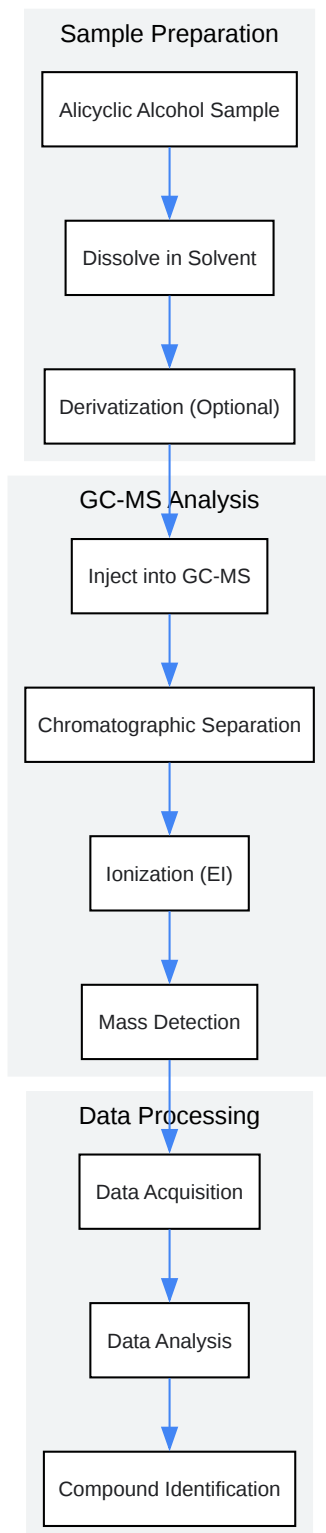 Sample Preparation
Alicyclic Alcohol Sample
Dissolve in Solvent
Derivatization (Optional)
GC-MS Analysis
Inject into GC-MS
Chromatographic Separation
Ionization (EI)
Mass Detection
Data Processing
Data Acquisition
Data Analysis
Compound Identification